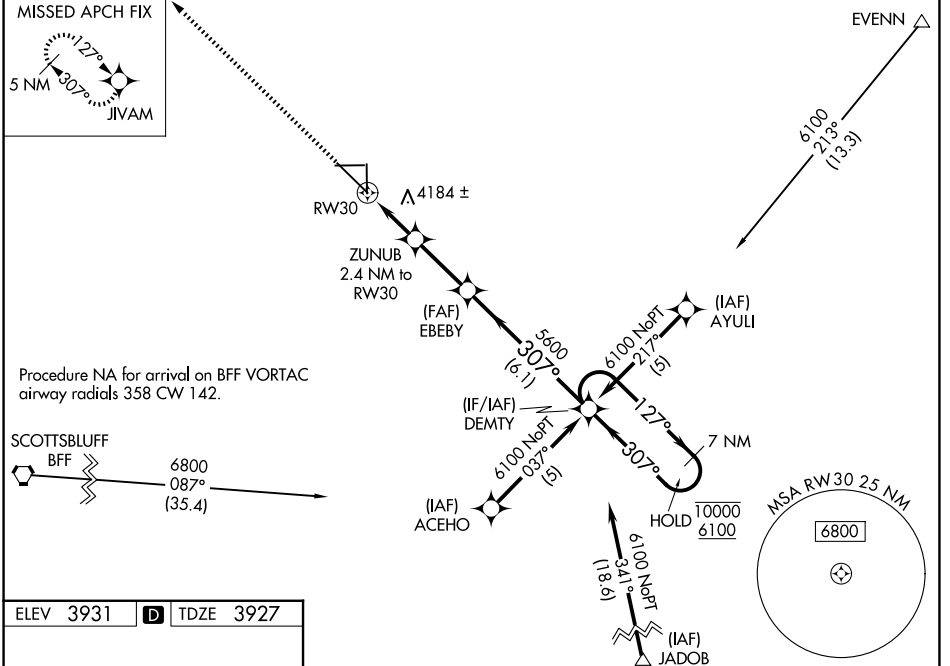 MISSED APCH FIX
127°
5 NM
307°
JIVAM
EVENN
6100
213°
(13.3)
RW30
4184 ±
ZUNUB
2.4 NM to
RW30
(FAF)
EBEBY
(IAF)
AYULI
5600
307°
(6.1)
6100 NoPT
217°
(5)
Procedure NA for arrival on BFF VORTAC
airway radials 358 CW 142.
(IF/IAF)
DEMTY
127°
7 NM
307°
SCOTTSBLUFF
BFF
6800
087°
(35.4)
6100 NoPT
037°
(5)
(IAF)
ACEHO
HOLD
10000
6100
MSA RW30 25 NM
6800
6100 NoPT
341°
(18.6)
(IAF)
JADOB
ELEV 3931 D TDZE 3927